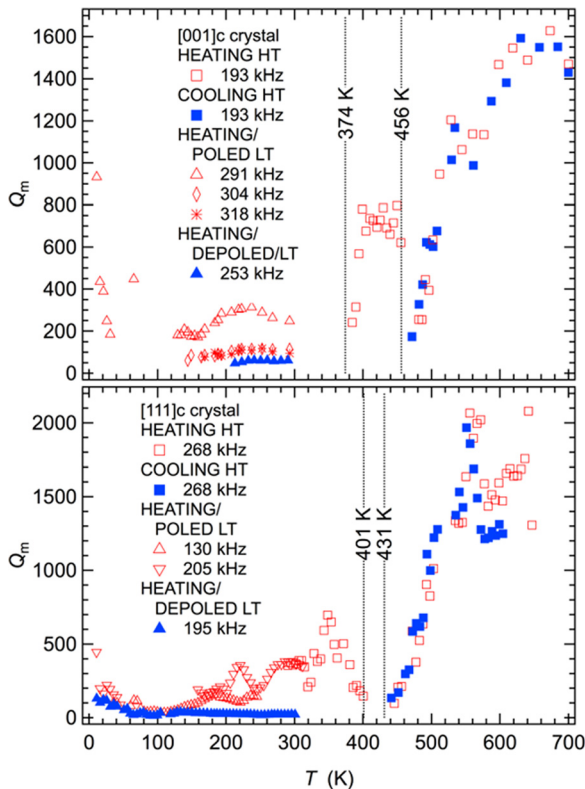 1600
1400
1200
1000
800
600
400
200
0
Qm
[001]c crystal
HEATING HT
193 kHz
COOLING HT
193 kHz
HEATING/
POLED LT
291 kHz
304 kHz
318 kHz
HEATING/
DEPOLED/LT
253 kHz
374 K
456 K
2000
1500
1000
500
0
Qm
[111]c crystal
HEATING HT
268 kHz
COOLING HT
268 kHz
HEATING/
POLED LT
130 kHz
205 kHz
HEATING/
DEPOLED LT
195 kHz
401 K
431 K
0 100 200 300 400 500 600 700
T (K)